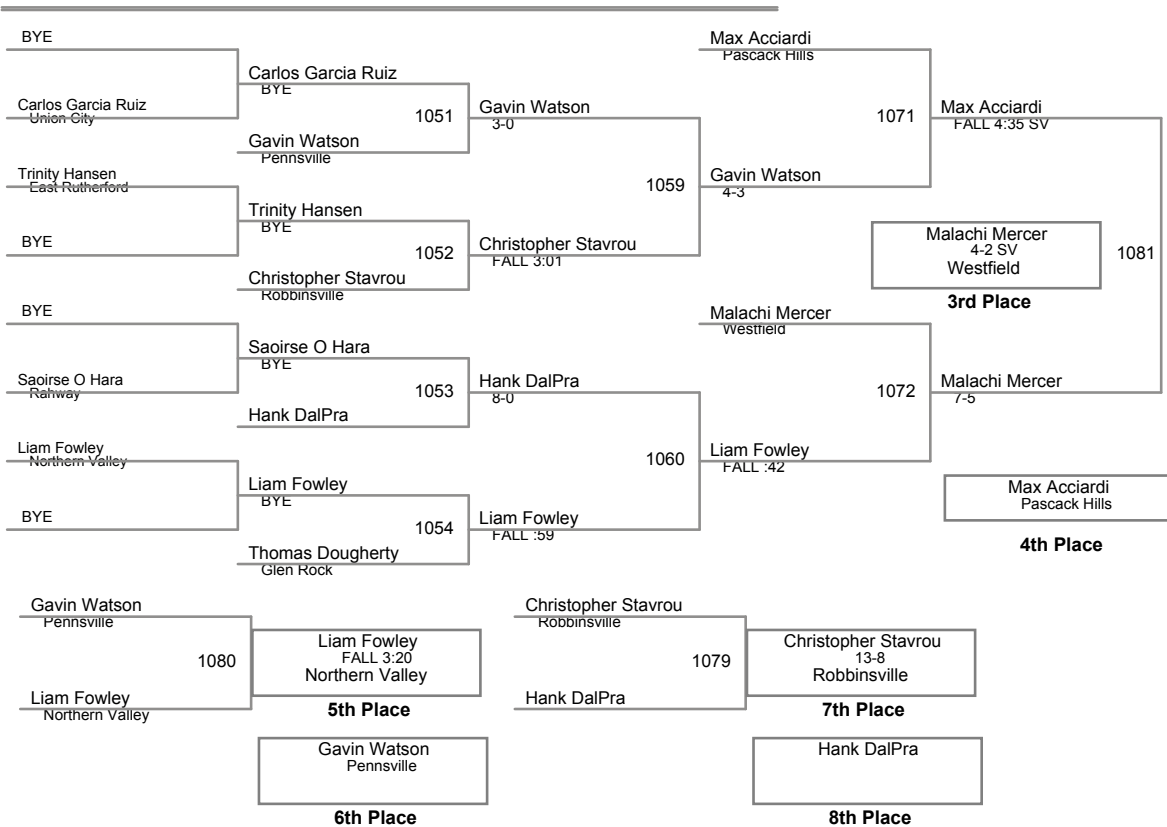 BYE
Carlos Garcia Ruiz
Union City
Trinity Hansen
East Rutherford
BYE
BYE
Saoirse O Hara
Rahway
Liam Fowley
Northern Valley
BYE
Carlos Garcia Ruiz
BYE
1051
Gavin Watson
Pennsville
Trinity Hansen
BYE
1052
Christopher Stavrou
Robbinsville
Saoirse O Hara
BYE
1053
Hank DalPra
Liam Fowley
BYE
1054
Thomas Dougherty
Glen Rock
Gavin Watson
3-0
1059
Christopher Stavrou
FALL 3:01
Hank DalPra
8-0
1060
Liam Fowley
FALL :59
Max Acciardi
Pascack Hills
1071
Gavin Watson
4-3
Malachi Mercer
Westfield
1072
Liam Fowley
FALL :42
Max Acciardi
FALL 4:35 SV
1081
Malachi Mercer
7-5
Malachi Mercer
4-2 SV
Westfield
3rd Place
Max Acciardi
Pascack Hills
4th Place
Gavin Watson
Pennsville
1080
Liam Fowley
Northern Valley
Liam Fowley
FALL 3:20
Northern Valley
5th Place
Gavin Watson
Pennsville
6th Place
Christopher Stavrou
Robbinsville
1079
Hank DalPra
Christopher Stavrou
13-8
Robbinsville
7th Place
Hank DalPra
8th Place